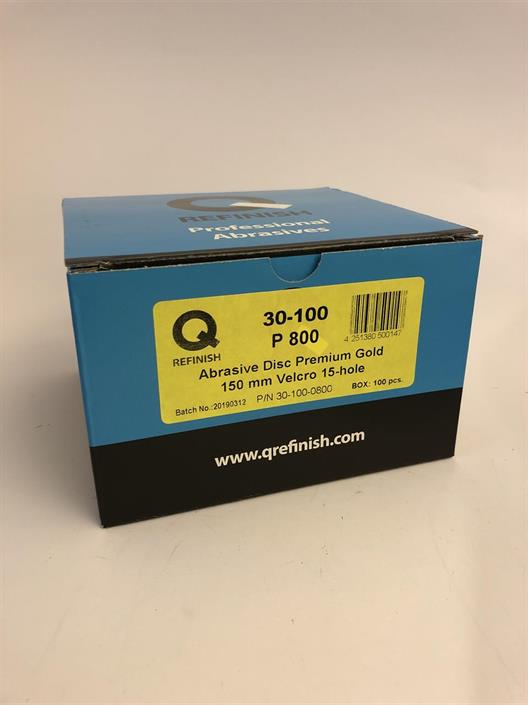 Q
REFINISH
Professional
Abrasives
Q
REFINISH
30-100
P 800
4 251380 500147
Abrasive Disc Premium Gold
150 mm Velcro 15-hole
Batch No.:20190312
P/N 30-100-0800
BOX: 100 pcs.
www.qrefinish.com